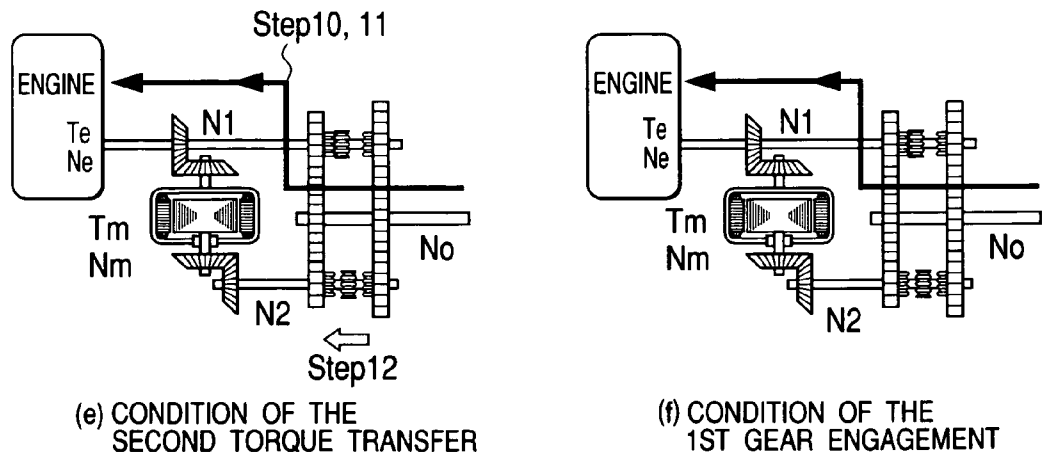 Step10, 11
ENGINE
Te
Ne
N1
Tm
Nm
No
N2
Step12
(e) CONDITION OF THE
SECOND TORQUE TRANSFER
ENGINE
Te
Ne
N1
Tm
Nm
No
N2
(f) CONDITION OF THE
1ST GEAR ENGAGEMENT